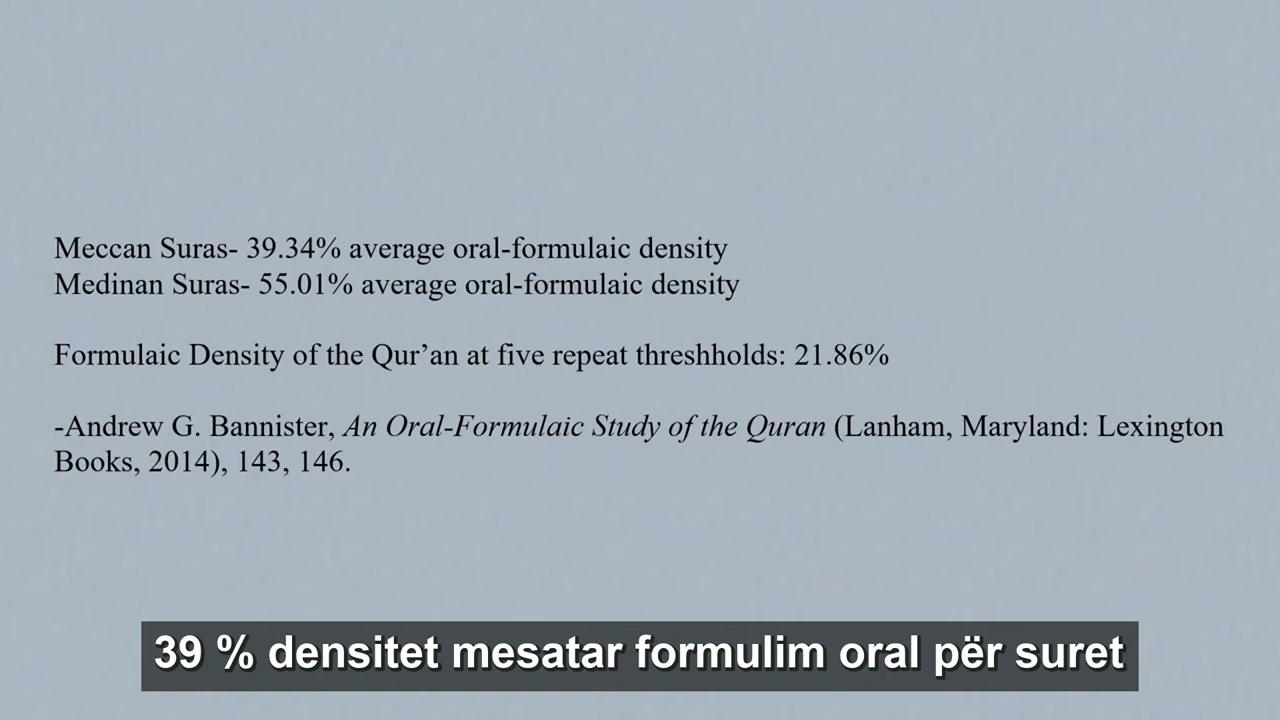 Meccan Suras- 39.34% average oral-formulaic density
Medinan Suras- 55.01% average oral-formulaic density
Formulaic Density of the Qur’an at five repeat threshholds: 21.86%
-Andrew G. Bannister, An Oral-Formulaic Study of the Quran (Lanham, Maryland: Lexington
Books, 2014), 143, 146.
39 % densitet mesatar formulim oral për suret